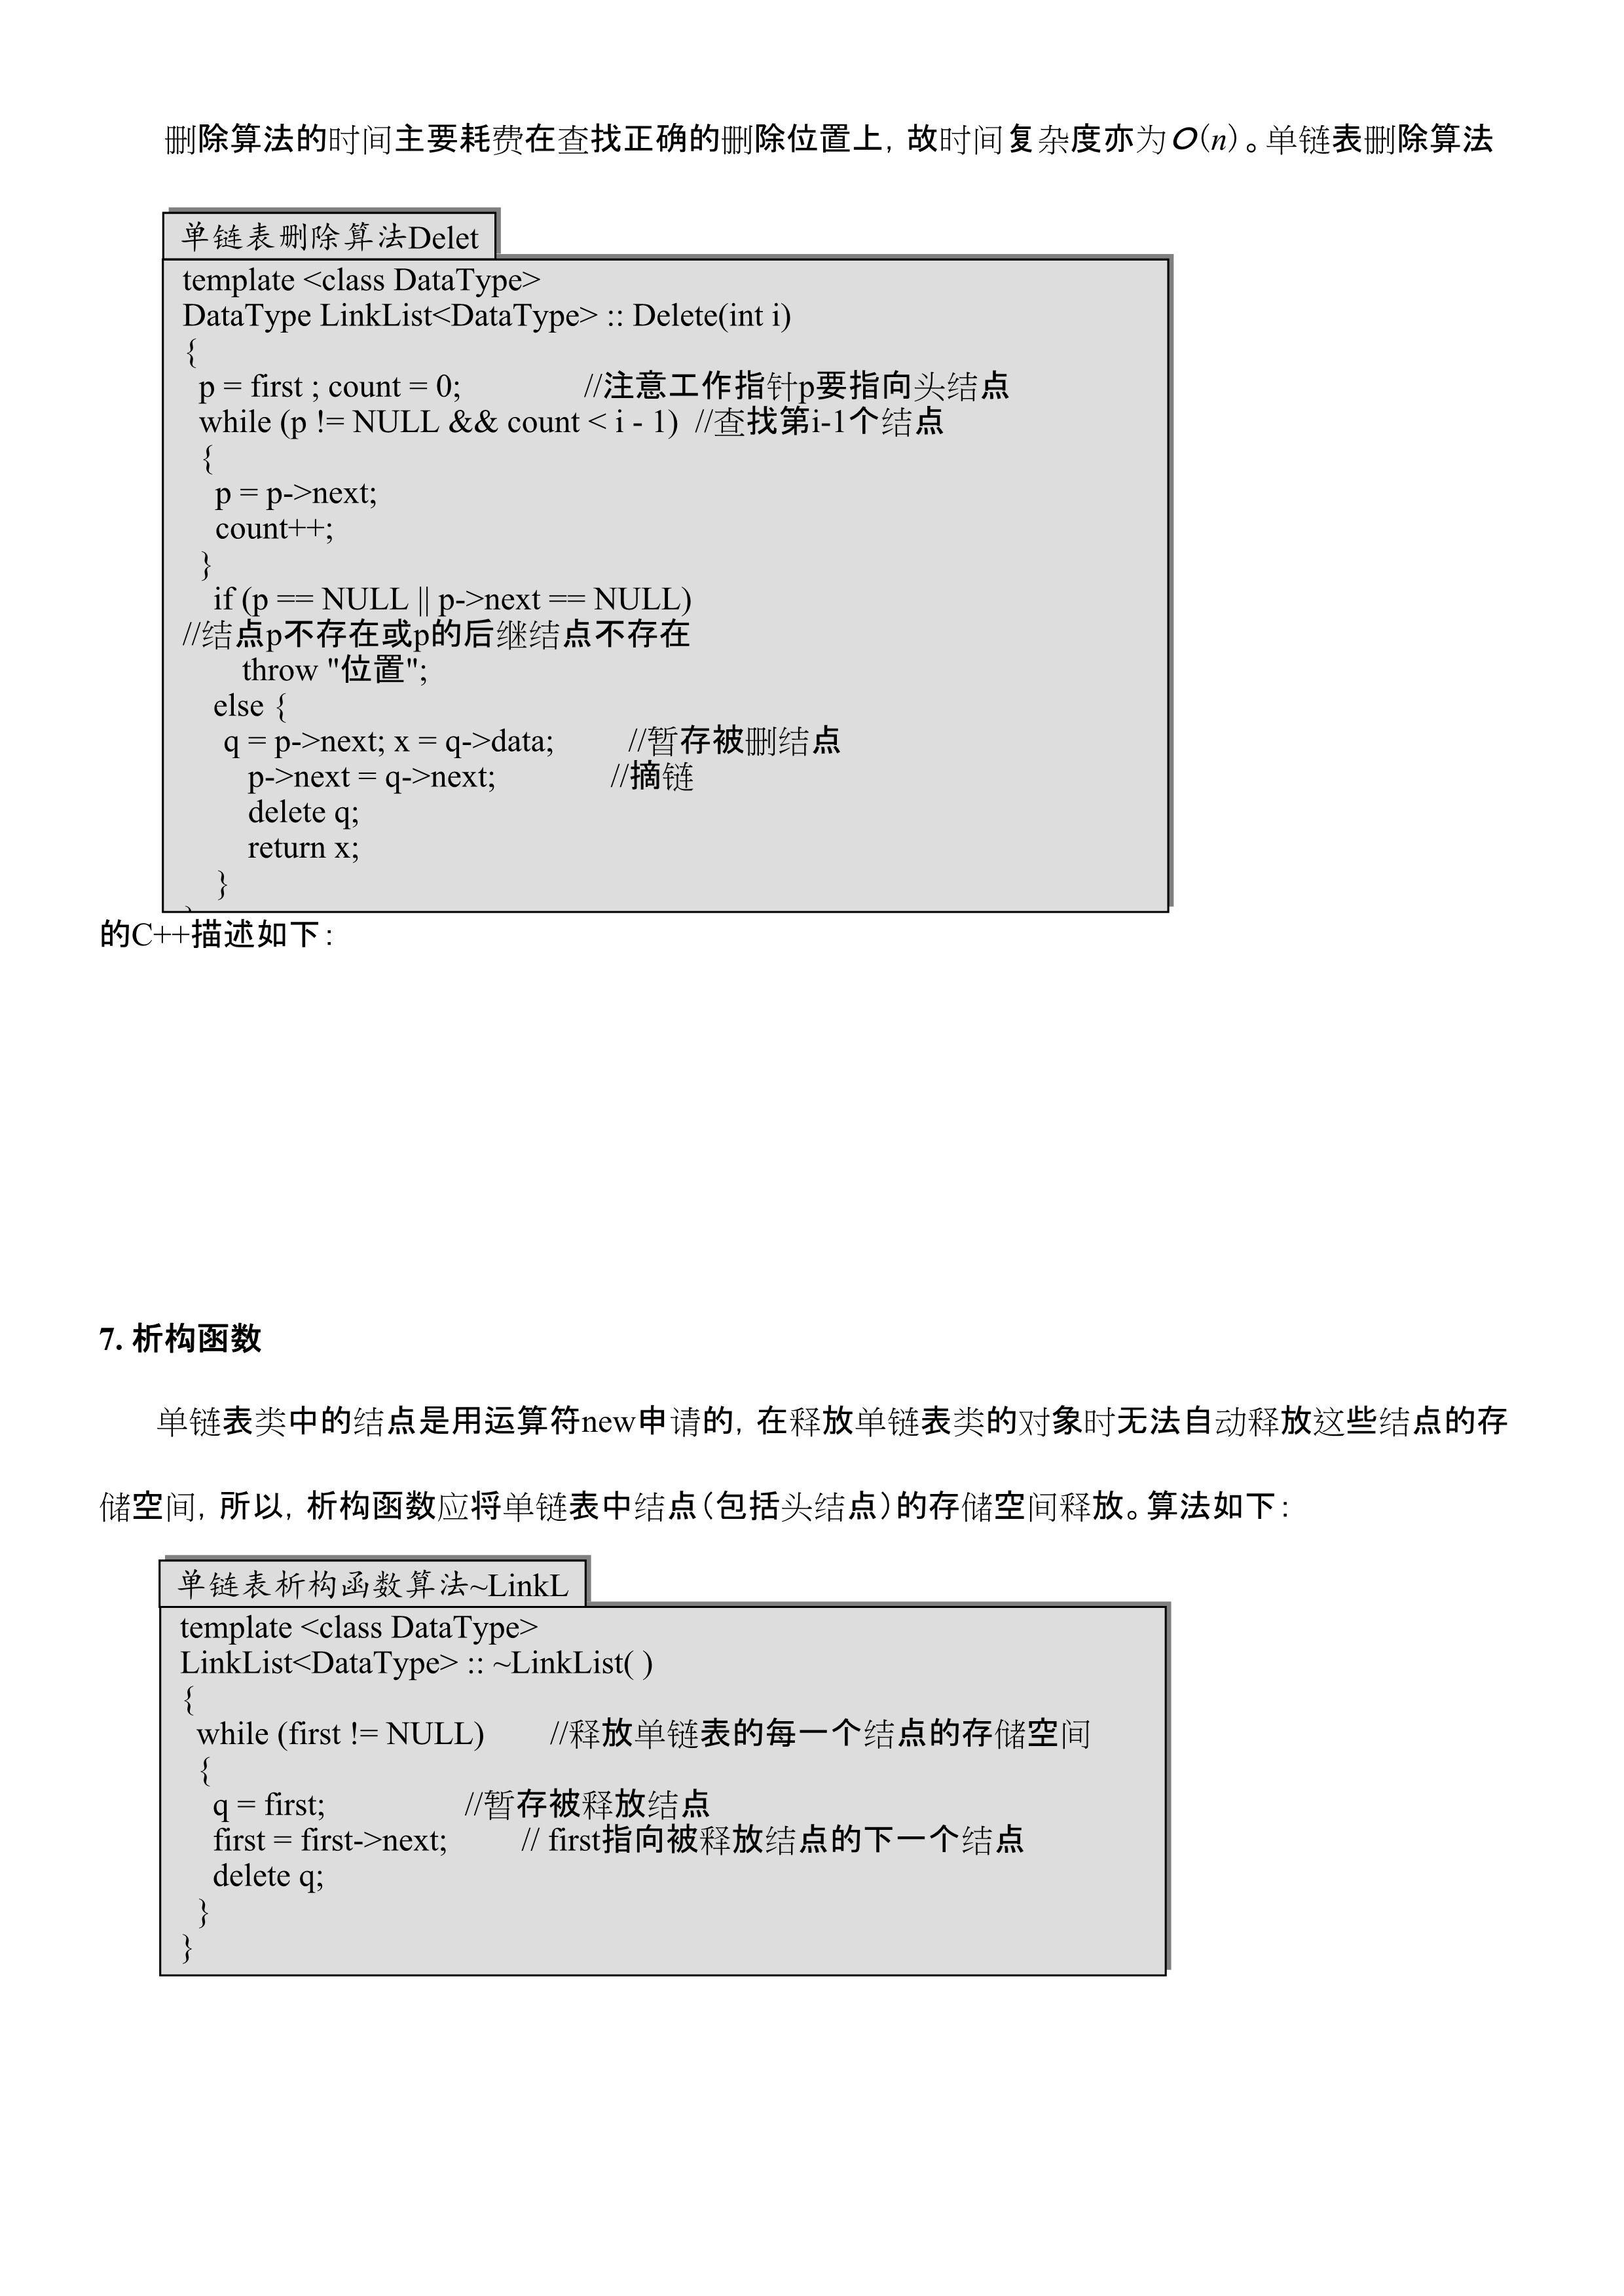 删除算法的时间主要耗费在查找正确的删除位置上，故时间复杂度亦为O(n)。单链表删除算法
单链表删除算法Delet
template <class DataType>
DataType LinkList<DataType> :: Delete(int i)
{
p = first ; count = 0; //注意工作指针p要指向头结点
while (p != NULL && count < i - 1) //查找第i-1个结点
{
p = p->next;
count++;
}
if (p == NULL || p->next == NULL)
//结点p不存在或p的后继结点不存在
throw "位置";
else {
q = p->next; x = q->data; //暂存被删结点
p->next = q->next; //摘链
delete q;
return x;
}
的C++描述如下：
7. 析构函数
单链表类中的结点是用运算符new申请的，在释放单链表类的对象时无法自动释放这些结点的存
储空间，所以，析构函数应将单链表中结点（包括头结点）的存储空间释放。算法如下：
单链表析构函数算法~LinkL
template <class DataType>
LinkList<DataType> :: ~LinkList( )
{
while (first != NULL) //释放单链表的每一个结点的存储空间
{
q = first; //暂存被释放结点
first = first->next; // first指向被释放结点的下一个结点
delete q;
}
}